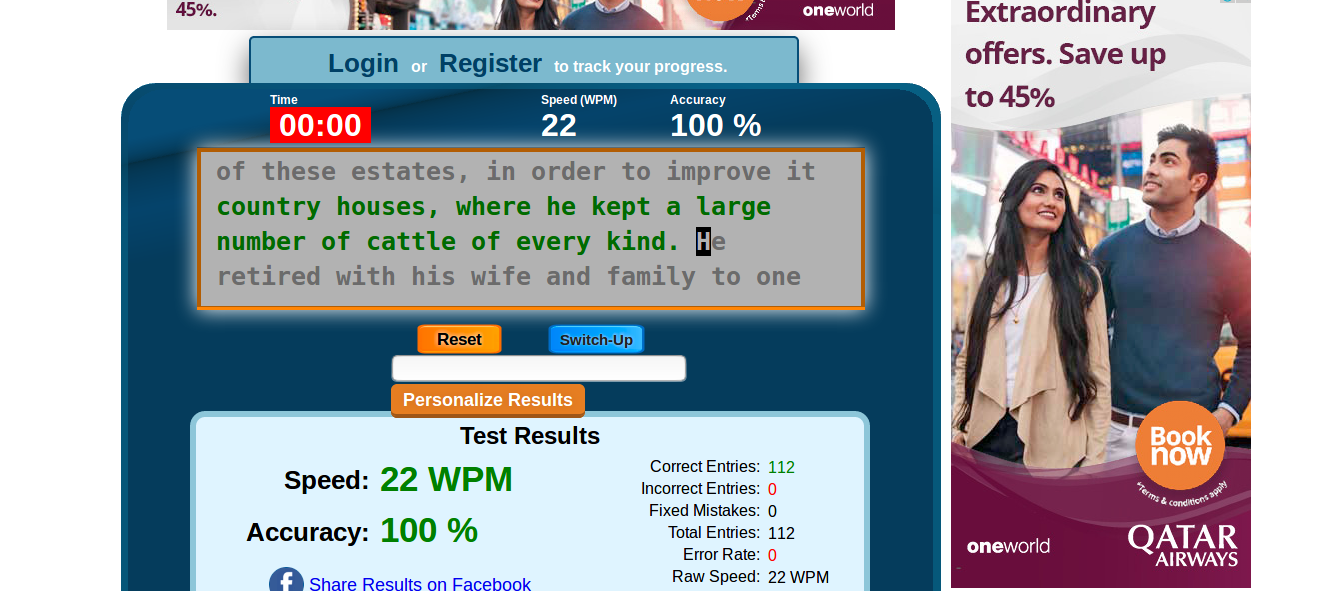 45%.
oneworld
Extraordinary
offers. Save up
to 45%
Login or Register to track your progress.
Time
Speed (WPM)
Accuracy
00:00
22
100 %
of these estates, in order to improve it
country houses, where he kept a large
number of cattle of every kind. He
retired with his wife and family to one
Reset
Switch-Up
Personalize Results
Test Results
Speed: 22 WPM
Accuracy: 100 %
Share Results on Facebook
Correct Entries: 112
Incorrect Entries: 0
Fixed Mistakes: 0
Total Entries: 112
Error Rate: 0
Raw Speed: 22 WPM
Book
now
*Terms & conditions apply
oneworld
QATAR
AIRWAYS